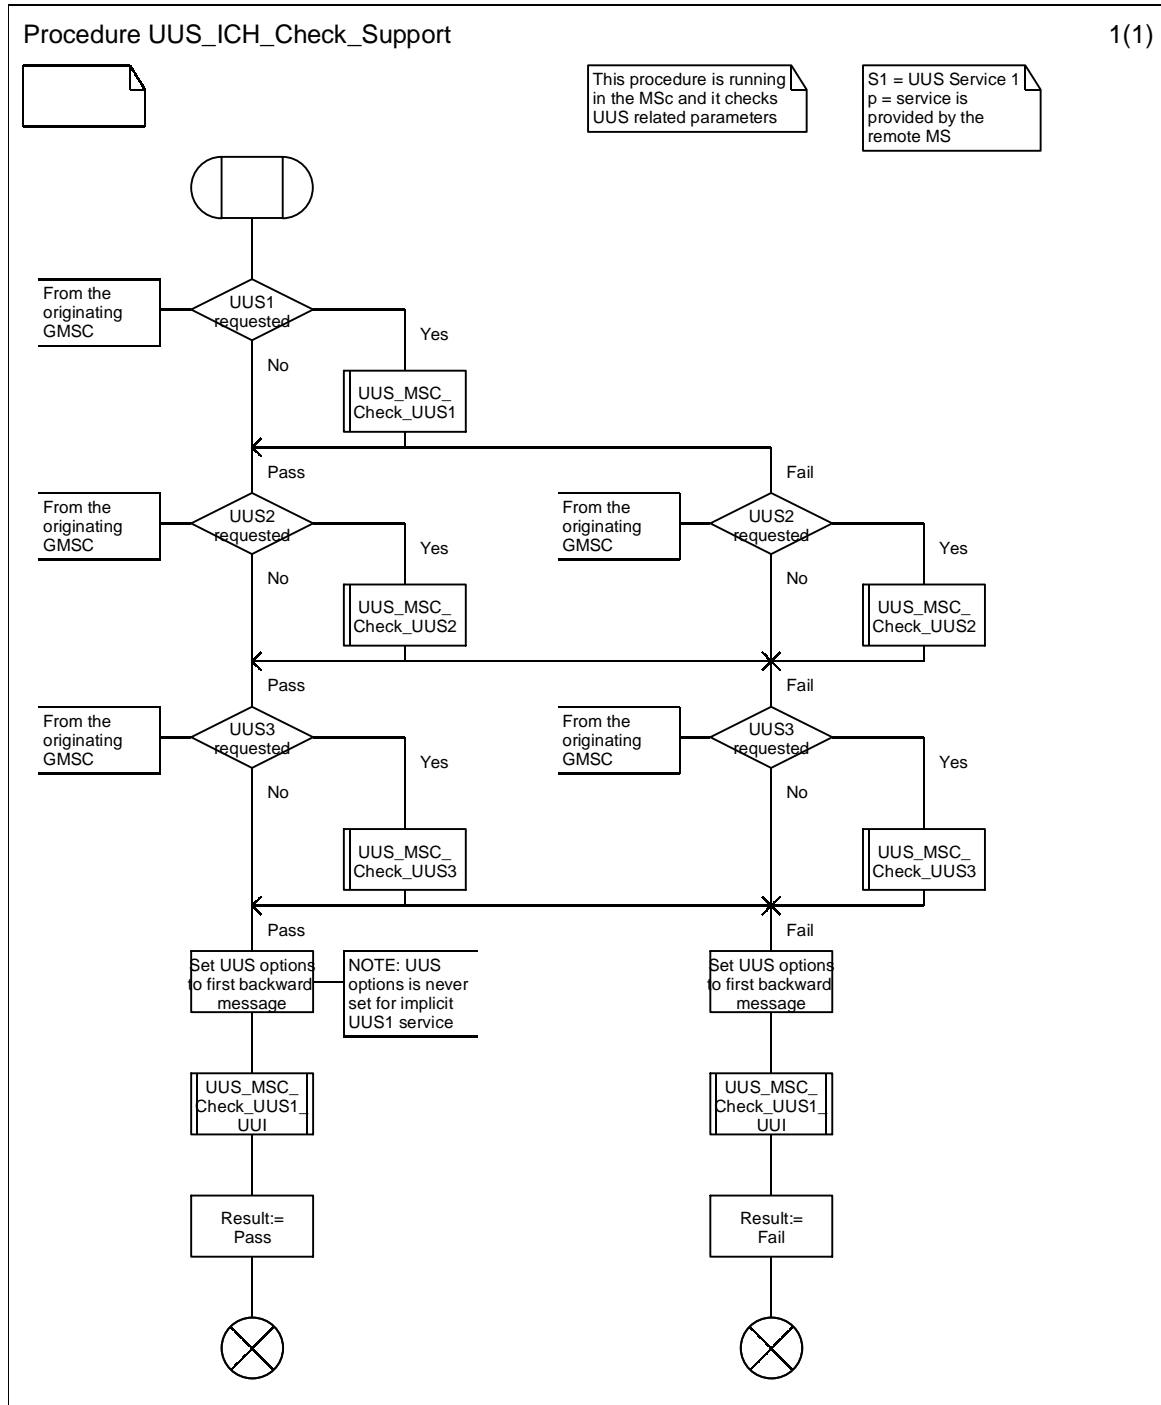 Procedure UUS_ICH_Check_Support
1(1)
This procedure is running
in the MSc and it checks
UUS related parameters
S1 = UUS Service 1
p = service is
provided by the
remote MS
From the
originating
GMSC
UUS1
requested
Yes
No
UUS_MSC_
Check_UUS1
Pass
Fail
From the
originating
GMSC
UUS2
requested
Yes
No
UUS_MSC_
Check_UUS2
From the
originating
GMSC
UUS2
requested
Yes
No
UUS_MSC_
Check_UUS2
Pass
Fail
From the
originating
GMSC
UUS3
requested
Yes
No
UUS_MSC_
Check_UUS3
From the
originating
GMSC
UUS3
requested
Yes
No
UUS_MSC_
Check_UUS3
Pass
Fail
Set UUS options
to first backward
message
NOTE: UUS
options is never
set for implicit
UUS1 service
Set UUS options
to first backward
message
UUS_MSC_
Check_UUS1_
UUI
UUS_MSC_
Check_UUS1_
UUI
Result:=
Pass
Result:=
Fail